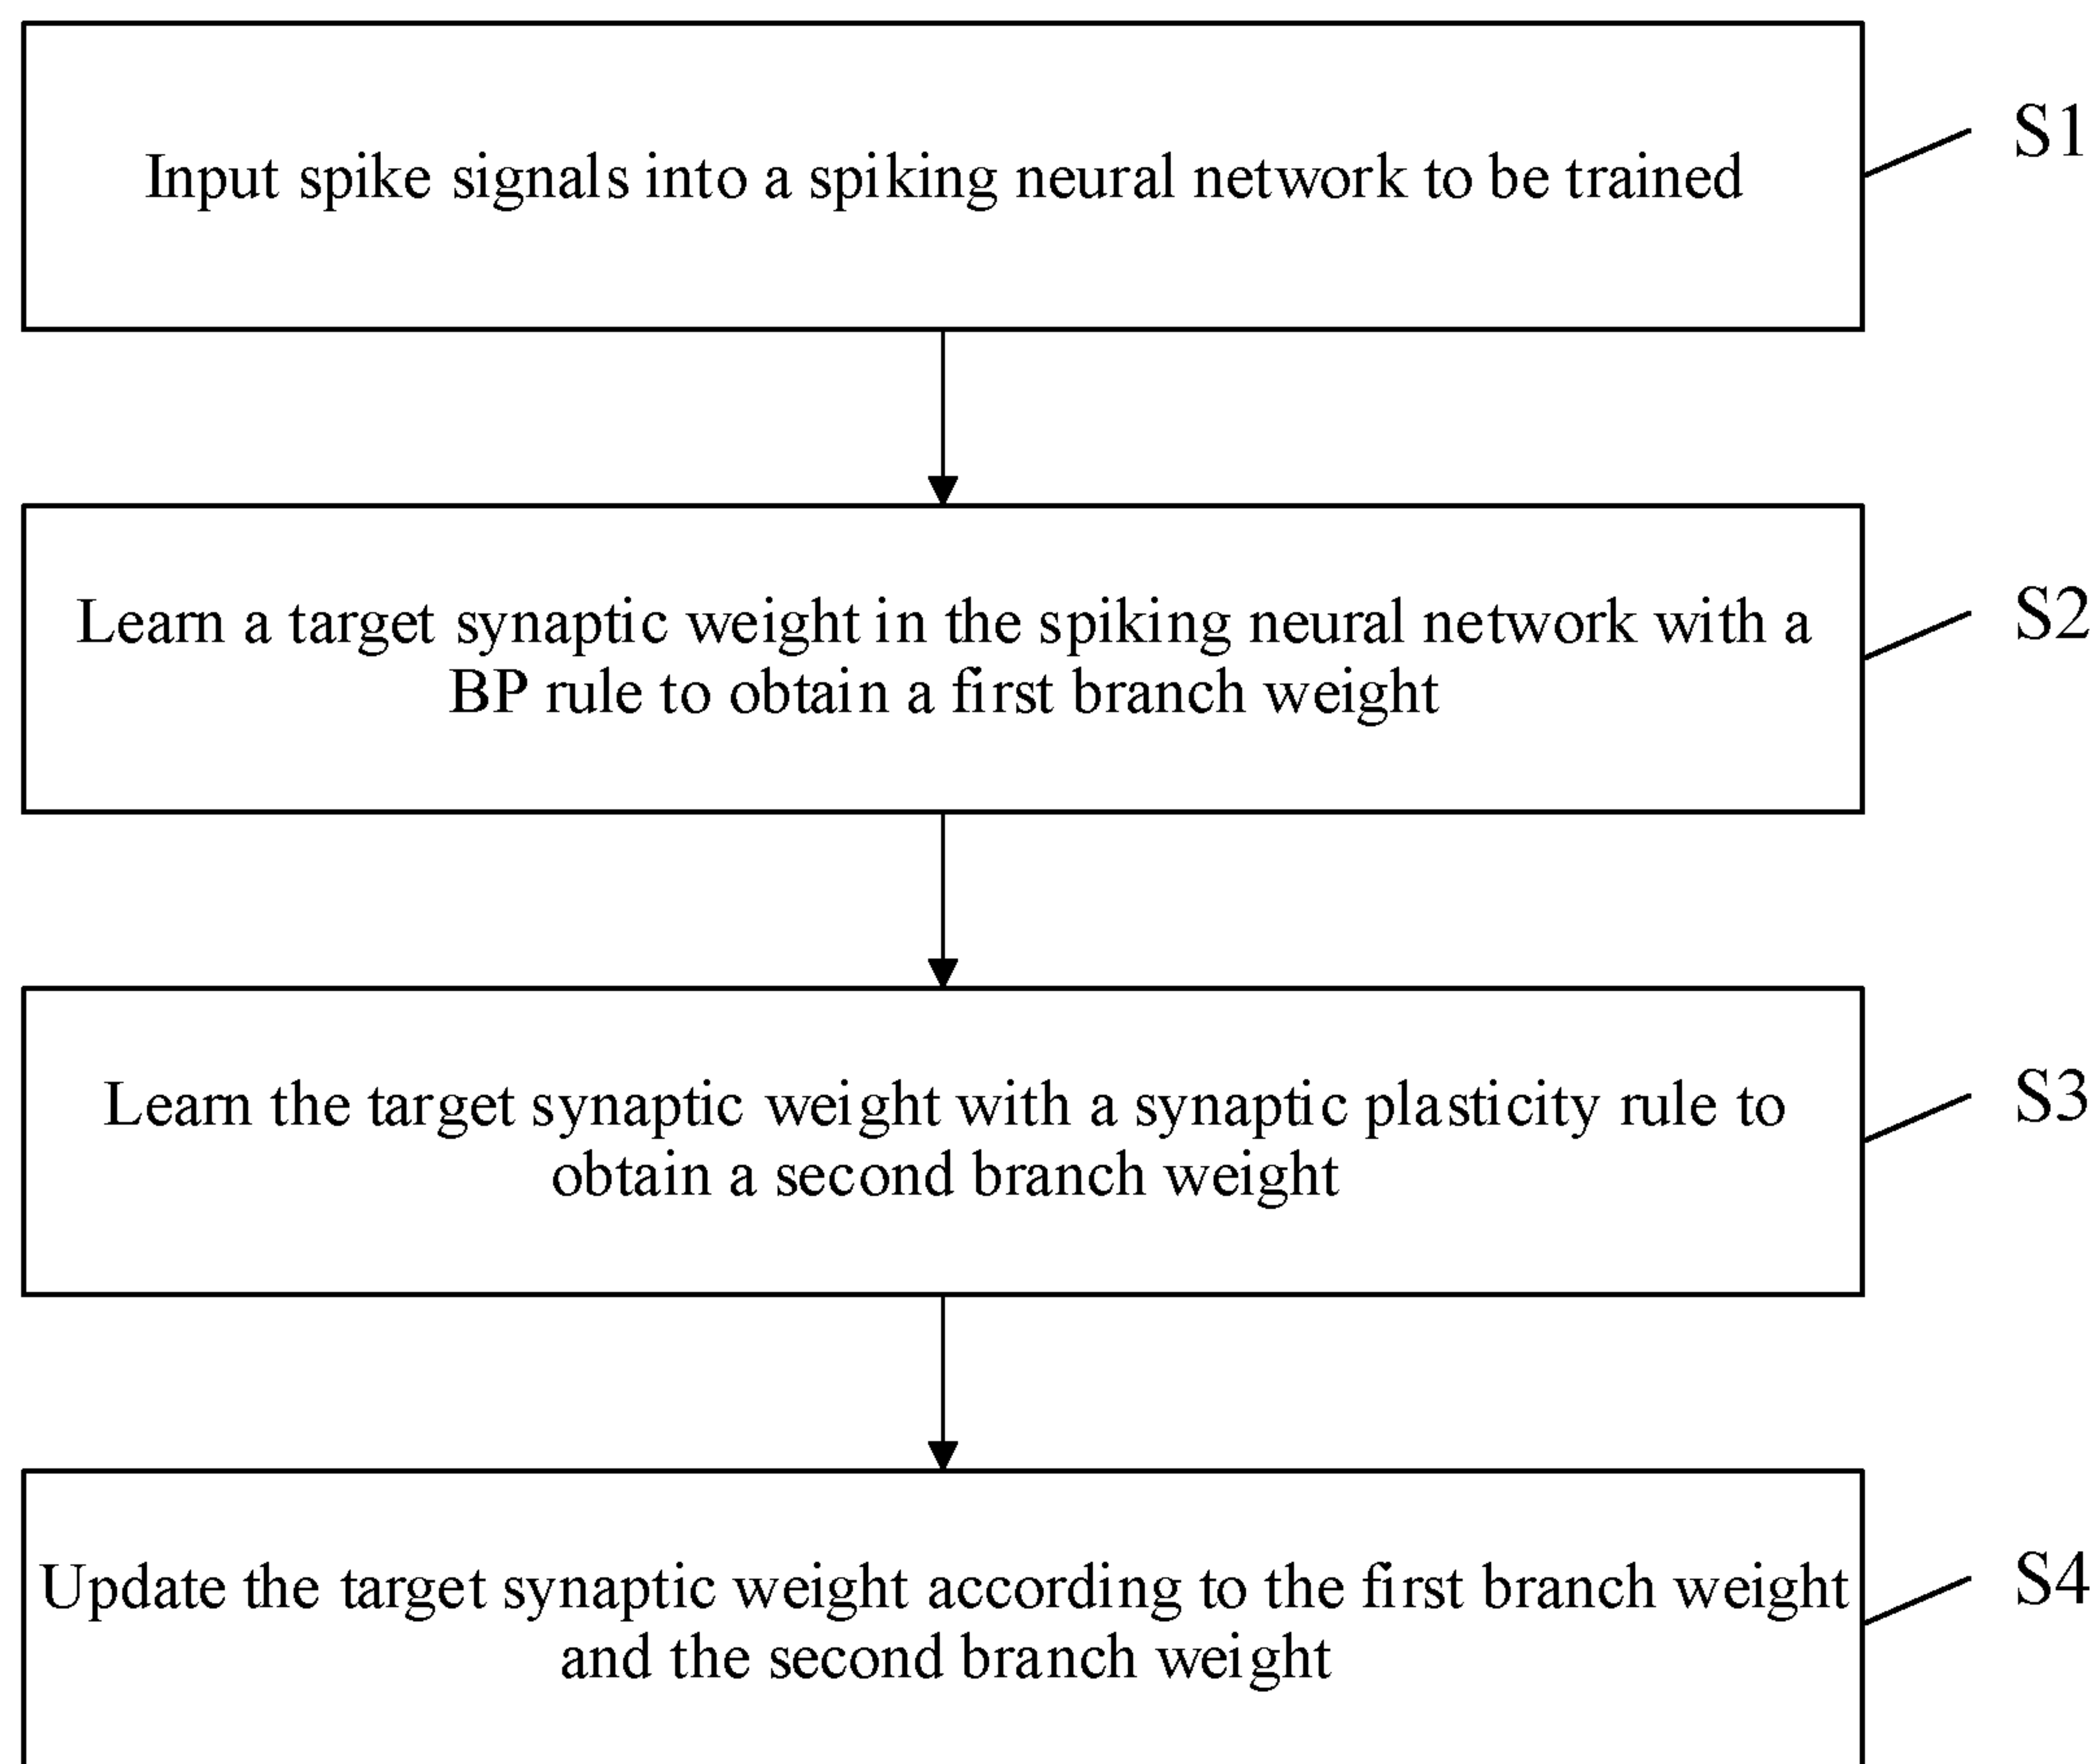 Input spike signals into a spiking neural network to be trained
S1
Learn a target synaptic weight in the spiking neural network with a
BP rule to obtain a first branch weight
S2
Learn the target synaptic weight with a synaptic plasticity rule to
obtain a second branch weight
S3
Update the target synaptic weight according to the first branch weight
and the second branch weight
S4